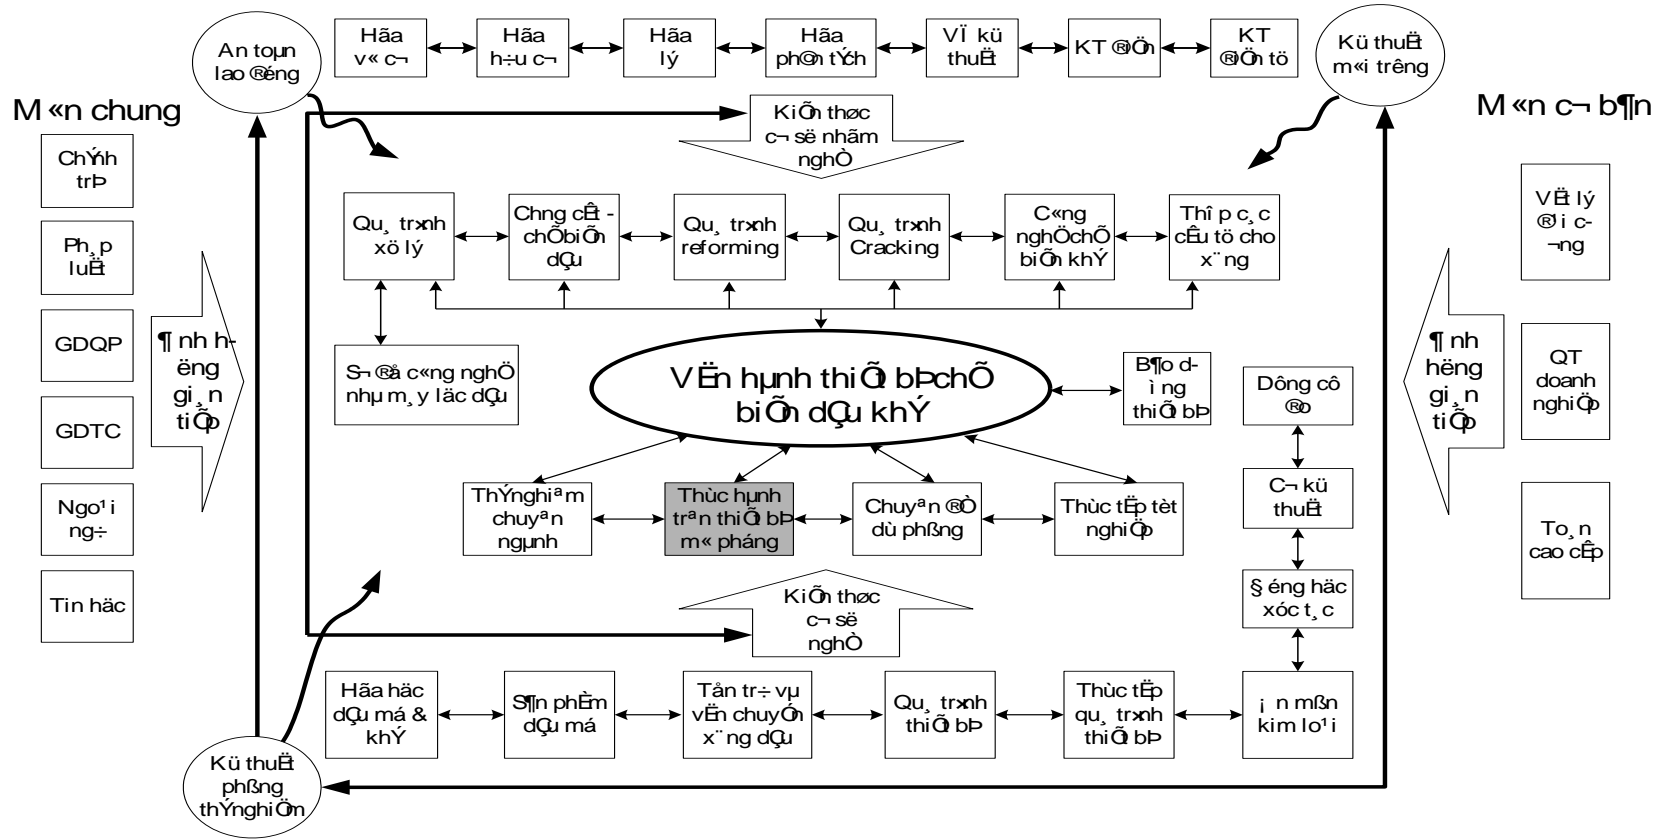 An toµn
lao ®éng
Hãa
v« c¬
Hãa
h÷u c¬
Hãa
lý
Hãa
ph©n tÝch
VÏ kü
thuËt
KT ®iÖn
KT
®iÖn tö
Kü thuËt
m«i tr­êng
M«n chung
ChÝnh
trÞ
Ph¸p
luËt
GDQP
GDTC
Ngo¹i
ng÷
Tin häc
¶nh h-
ëng
gi¸n
tiÕp
KiÕn thøc
c¬ së nhãm
nghÒ
M«n c¬ b¶n
VËt lý
®¹i c-
¬ng
QT
doanh
nghiÖp
To¸n
cao cÊp
¶nh
hëng
gi¸n
tiÕp
Qu¸ tr×nh
xö lý
Chng cÊt -
chÕ biÕn
dÇu
Qu¸ tr×nh
reforming
Qu¸ tr×nh
Cracking
C«ng
nghÖ chÕ
biÕn khÝ
Thî p c¸c
cÊu tö cho
x¨ng
S¬ ®å c«ng nghÖ
nhµ m¸y läc dÇu
VËn hµnh thiÕt bÞ chÕ
biÕn dÇu khÝ
B¶o d-
ì ng
thiÕt bÞ
Dông cô
®o
C¬ kü
thuËt
§éng häc
xóc t¸c
ThÝ nghiªm
chuyªn
ngµnh
Thùc hµnh
trªn thiÕt bÞ
m« pháng
Chuyªn ®Ò
dù phßng
Thùc tËp tèt
nghiÖp
KiÕn thøc
c¬ së
nghÒ
Hãa häc
dÇu má &
khÝ
S¶n phÈm
dÇu má
Tån tr÷ vµ
vËn chuyÓn
x¨ng dÇu
Qu¸ tr×nh
thiÕt bÞ
Thùc tËp
qu¸ tr×nh
thiÕt bÞ
¡n mßn
kim lo¹i
Kü thuËt
phßng
thÝ nghiÖm